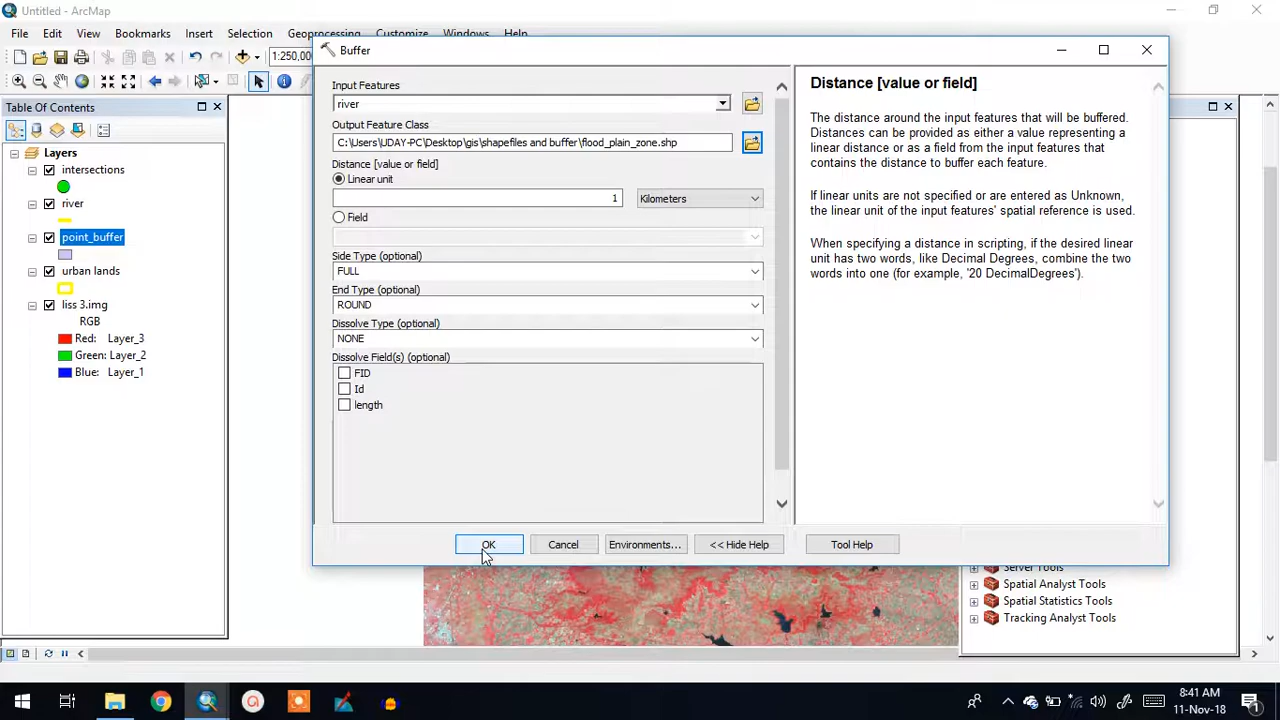 Untitled - ArcMap
File Edit View Bookmarks Insert Selection Geoprocessing Customize Windows Help
1:250,00
Table Of Contents
Layers
intersections
river
point_buffer
urban lands
liss 3.img
RGB
Red: Layer_3
Green: Layer_2
Blue: Layer_1
Buffer
Input Features
river
Output Feature Class
C:\Users\UDAY-PC\Desktop\gis\shapefiles and buffer\flood_plain_zone.shp
Distance [value or field]
Linear unit
1 Kilometers
Field
Side Type (optional)
FULL
End Type (optional)
ROUND
Dissolve Type (optional)
NONE
Dissolve Field(s) (optional)
FID
Id
length
OK Cancel Environments... << Hide Help Tool Help
Distance [value or field]
The distance around the input features that will be buffered.
Distances can be provided as either a value representing a
linear distance or as a field from the input features that
contains the distance to buffer each feature.
If linear units are not specified or are entered as Unknown,
the linear unit of the input features' spatial reference is used.
When specifying a distance in scripting, if the desired linear
unit has two words, like Decimal Degrees, combine the two
words into one (for example, '20 DecimalDegrees').
Server Tools
Spatial Analyst Tools
Spatial Statistics Tools
Tracking Analyst Tools
8:41 AM
11-Nov-18
1